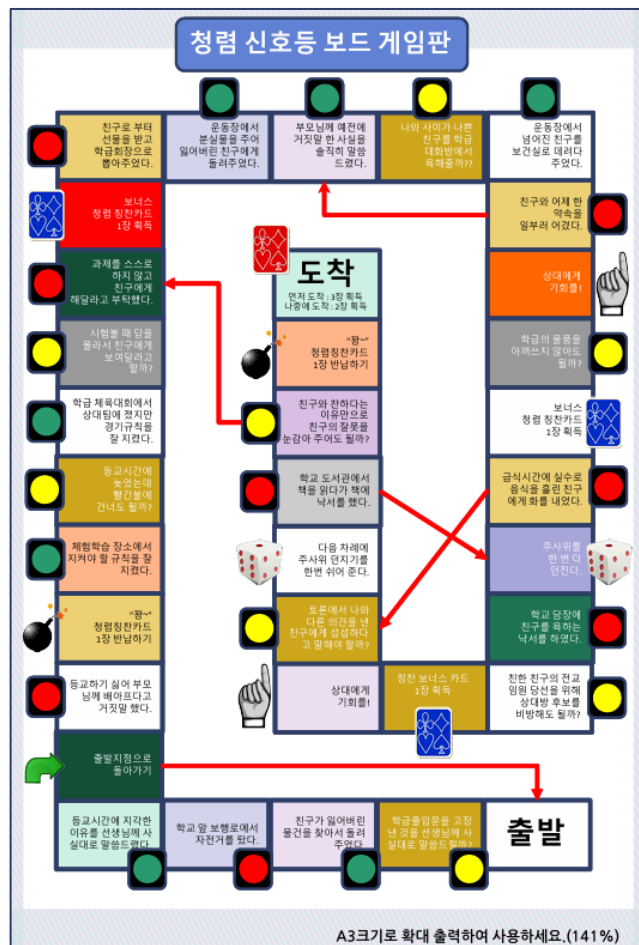 청렴 신호등 보드 게임판
친구로 부터
선물을 받고
학급회장으로
뽑아주었다.
운동장에서
분실물을 주어
잃어버린 친구에게
돌려주었다.
부모님께 예전에
거짓말 한 사실을
솔직히 말씀
드렸다.
나와 사이가 나쁜
친구를 학급
대화방에서
욕해줄까??
운동장에서
넘어진 친구를
보건실로 데려다
주었다.
보너스
청렴 칭찬카드
1장 획득
친구와 어제 한
약속을
일부러 어겼다.
과제를 스스로
하지 않고
친구에게
해달라고 부탁했다.
도착
먼저 도착 : 3장 획득
나중에 도착 : 2장 획득
상대에게
기회를!
시험볼 때 답을
몰라서 친구에게
보여달라고
할까?
"꽝~"
청렴칭찬카드
1장 반납하기
학급의 물품을
아껴쓰지 않아도
될까?
학급 체육대회에서
상대팀에 졌지만
경기규칙을
잘 지켰다.
친구와 친하다는
이유만으로
친구의 잘못을
눈감아 주어도 될까?
보너스
청렴 칭찬카드
1장 획득
등교시간에
늦었는데
빨간불에
건너도 될까?
학교 도서관에서
책을 읽다가 책에
낙서를 했다.
급식시간에 실수로
음식을 흘린 친구
에게 화를 내었다.
체험학습 장소에서
지켜야 할 규칙을 잘
지켰다.
다음 차례에
주사위 던지기를
한번 쉬어 준다.
주사위를
한 번 더
던진다.
"꽝~"
청렴칭찬카드
1장 반납하기
토론에서 나와
다른 의견을 낸
친구에게 섭섭하다
고 말해야 할까?
학교 담장에
친구를 욕하는
낙서를 하였다.
등교하기 싫어 부모
님께 배아프다고
거짓말 했다.
상대에게
기회를!
칭찬 보너스 카드
1장 획득
친한 친구의 전교
임원 당선을 위해
상대방 후보를
비방해도 될까?
출발지점으로
돌아가기
등교시간에 지각한
이유를 선생님께 사
실대로 말씀드렸다.
학교 앞 보행로에서
자전거를 탔다.
친구가 잃어버린
물건을 찾아서 돌려
주었다.
학급출입문을 고장
낸 것을 선생님께 사
실대로 말씀드릴까?
출발
A3크기로 확대 출력하여 사용하세요.(141%)